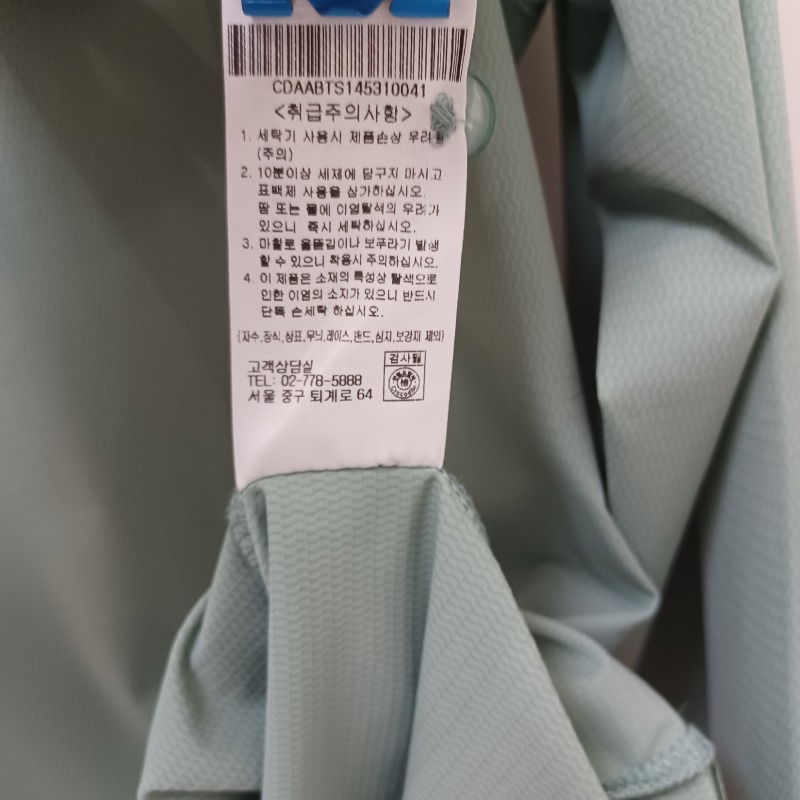 CDAABTS145310041
<취급주의사항>
1. 세탁기 사용시 제품손상 우려
(주의)
2. 10분이상 세제에 담구지 마시고
표백제 사용을 삼가하십시오.
땀 또는 물에 이염탈색의 우려가
있으니 즉시 세탁하십시오.
3. 마찰로 올뜯김이나 보푸라기 발생
할 수 있으니 착용시 주의하십시오.
4. 이 제품은 소재의 특성상 탈색으로
인한 이염의 소지가 있으니 반드시
단독 손세탁 하십시오.
(자수,장식,상표,무늬,레이스,밴드,심지,보강재 제외)
고객상담실
TEL: 02-778-5888
서울 중구 퇴계로 64
검사필
Crocodile